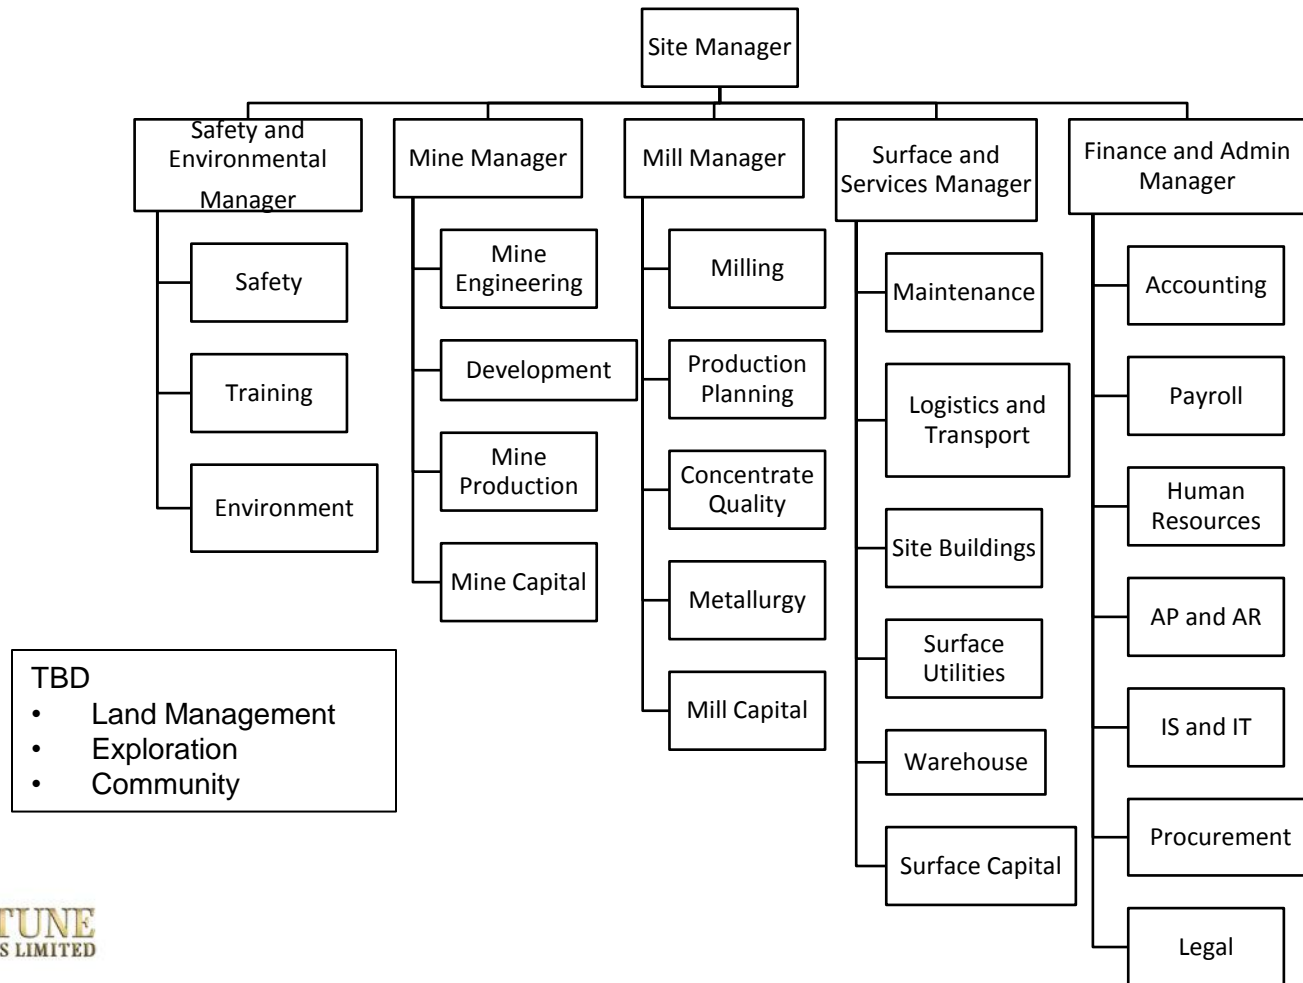 Site Manager
Safety and
Environmental
Manager
Mine Manager
Mill Manager
Surface and
Services Manager
Finance and Admin
Manager
Safety
Training
Environment
Mine
Engineering
Development
Mine
Production
Mine Capital
Milling
Production
Planning
Concentrate
Quality
Metallurgy
Mill Capital
Maintenance
Logistics and
Transport
Site Buildings
Surface
Utilities
Warehouse
Surface Capital
Accounting
Payroll
Human
Resources
AP and AR
IS and IT
Procurement
Legal
TBD
• Land Management
• Exploration
• Community
TUNE
S LIMITED